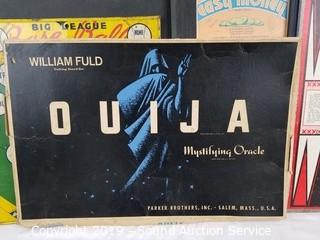 BIG LEAGUE
WILLIAM FULD
Talking Board Set
OUIJA
Mystifying Oracle
PARKER BROTHERS, INC. - SALEM, MASS., U.S.A.
OUIJA
Copyright 2019 - Sound Auction Service